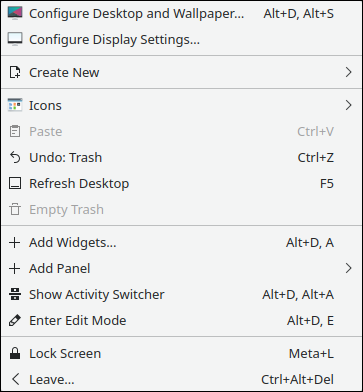 Configure Desktop and Wallpaper... Alt+D, Alt+S
Configure Display Settings...
Create New
Icons
Paste Ctrl+V
Undo: Trash Ctrl+Z
Refresh Desktop F5
Empty Trash
Add Widgets... Alt+D, A
Add Panel
Show Activity Switcher Alt+D, Alt+A
Enter Edit Mode Alt+D, E
Lock Screen Meta+L
Leave... Ctrl+Alt+Del